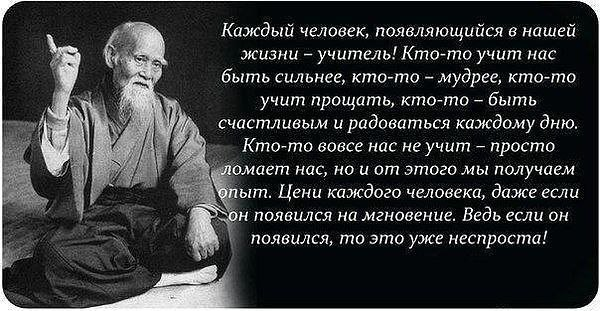 Каждый человек, появляющийся в нашей
жизни – учитель! Кто-то учит нас
быть сильнее, кто-то – мудрее, кто-то
учит прощать, кто-то – быть
счастливым и радоваться каждому дню.
Кто-то вовсе нас не учит – просто
ломает нас, но и от этого мы получаем
опыт. Цени каждого человека, даже если
он появился на мгновение. Ведь если он
появился, то это уже неспроста!